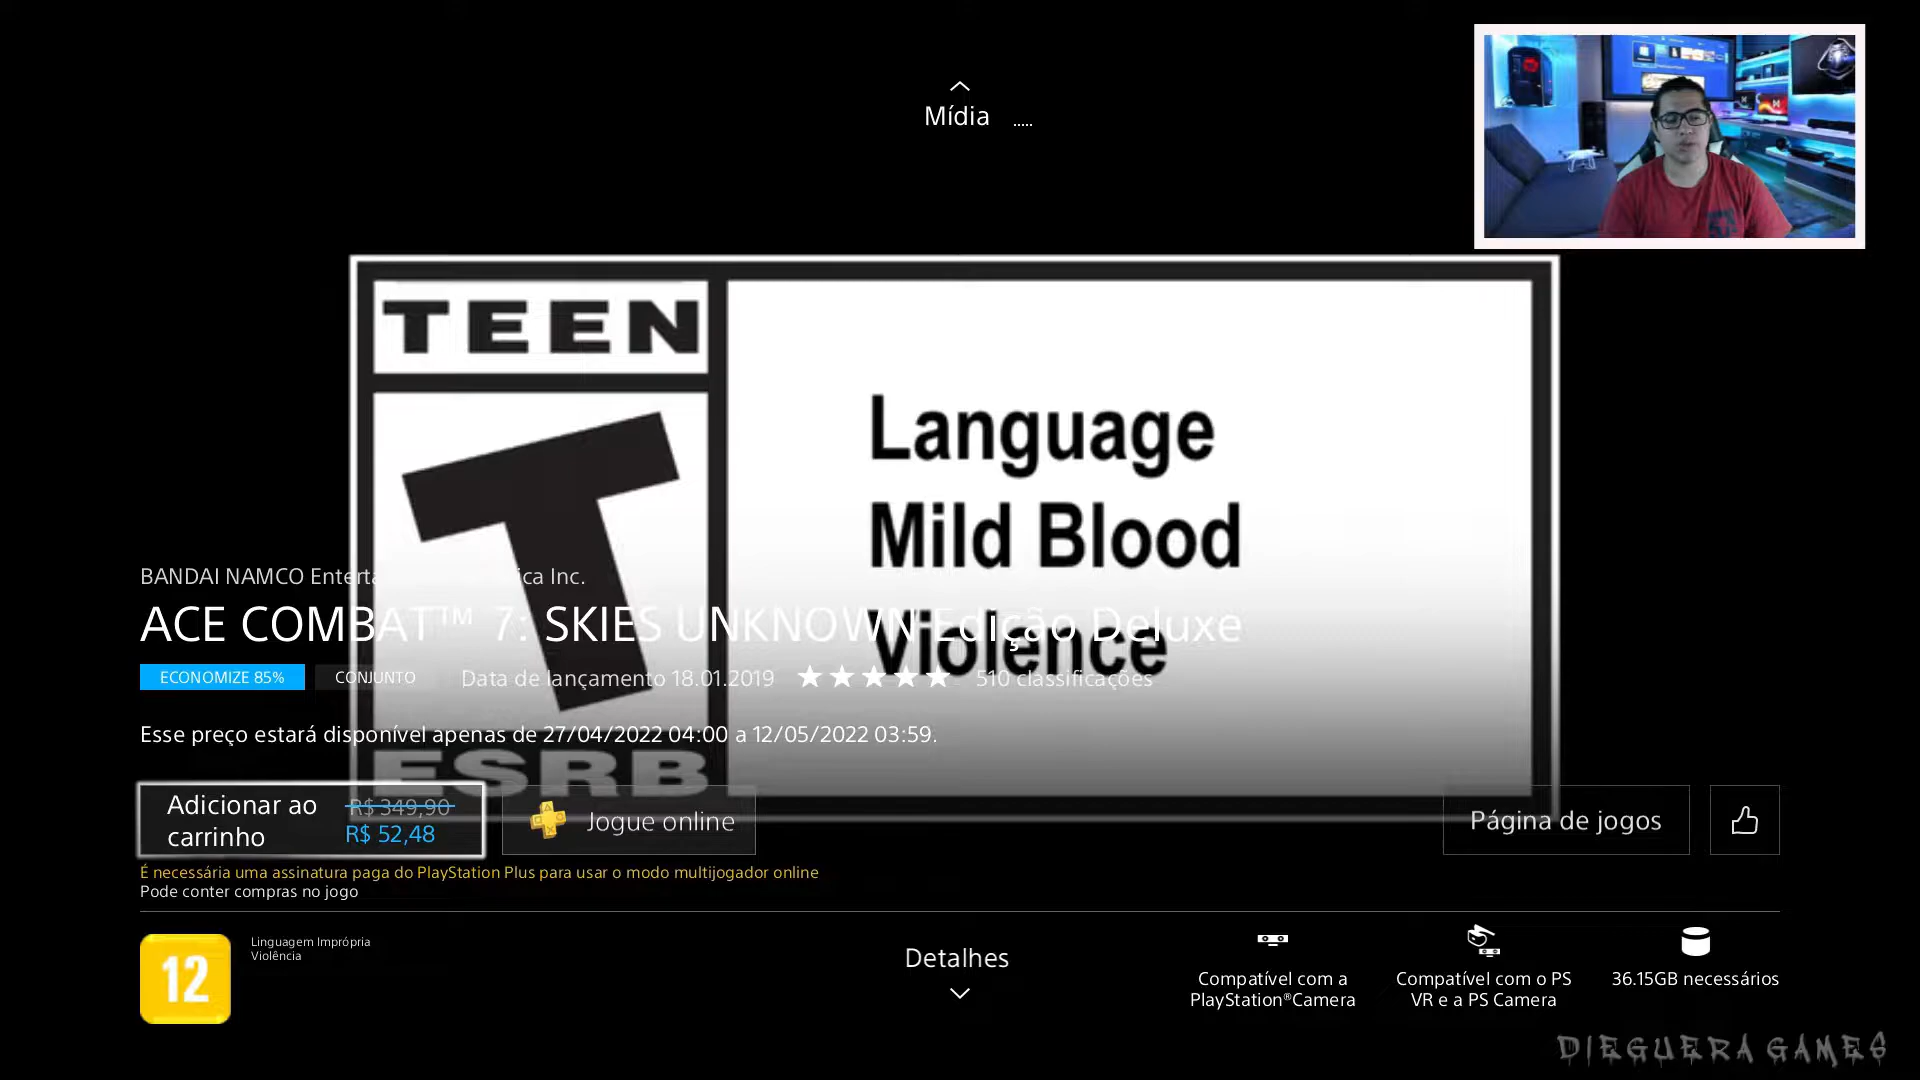 Mídia .....
TEEN
T
ESRB
Language
Mild Blood
Violence
BANDAI NAMCO Inc.
ACE COMBAT™ 7: SKIES UNKNOWN Edição Deluxe
ECONOMIZE 85% CONJUNTO Data de lançamento 18.01.2019 510 classificações
Esse preço estará disponível apenas de 27/04/2022 04:00 a 12/05/2022 03:59.
Adicionar ao R$ 349,90
carrinho R$ 52,48
Jogue online
Página de jogos
É necessária uma assinatura paga do PlayStation Plus para usar o modo multijogador online
Pode conter compras no jogo
12
Linguagem Imprópria
Violência
Detalhes
Compatível com a
PlayStation®Camera
Compatível com o PS
VR e a PS Camera
36.15GB necessários
DIEGUERA GAMES